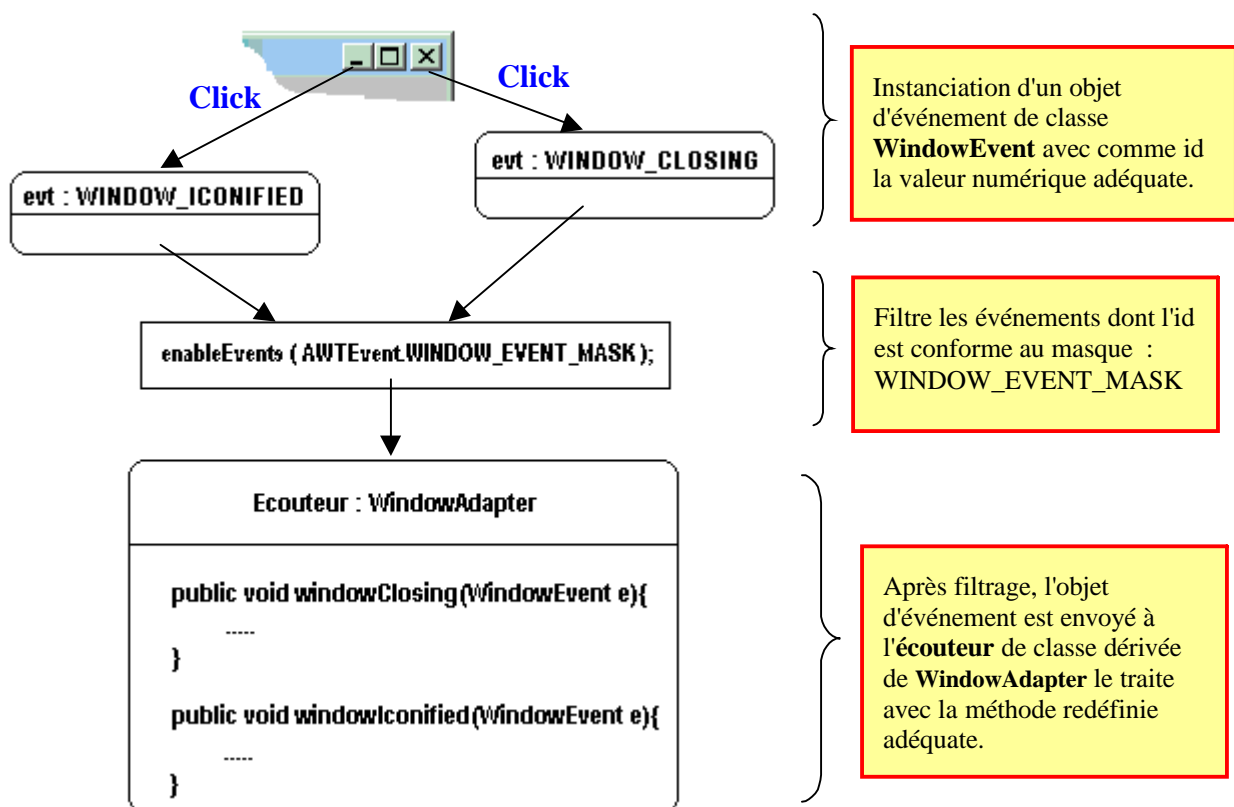 Click
Click
evt : WINDOW_ICONIFIED
evt : WINDOW_CLOSING
Instanciation d'un objet
d'événement de classe
WindowEvent avec comme id
la valeur numérique adéquate.
enableEvents ( AWTEvent.WINDOW_EVENT_MASK );
Filtre les événements dont l'id
est conforme au masque :
WINDOW_EVENT_MASK
Ecouteur : WindowAdapter
public void windowClosing(WindowEvent e){
.....
}
public void windowIconified(WindowEvent e){
.....
}
Après filtrage, l'objet
d'événement est envoyé à
l'écouteur de classe dérivée
de WindowAdapter le traite
avec la méthode redéfinie
adéquate.